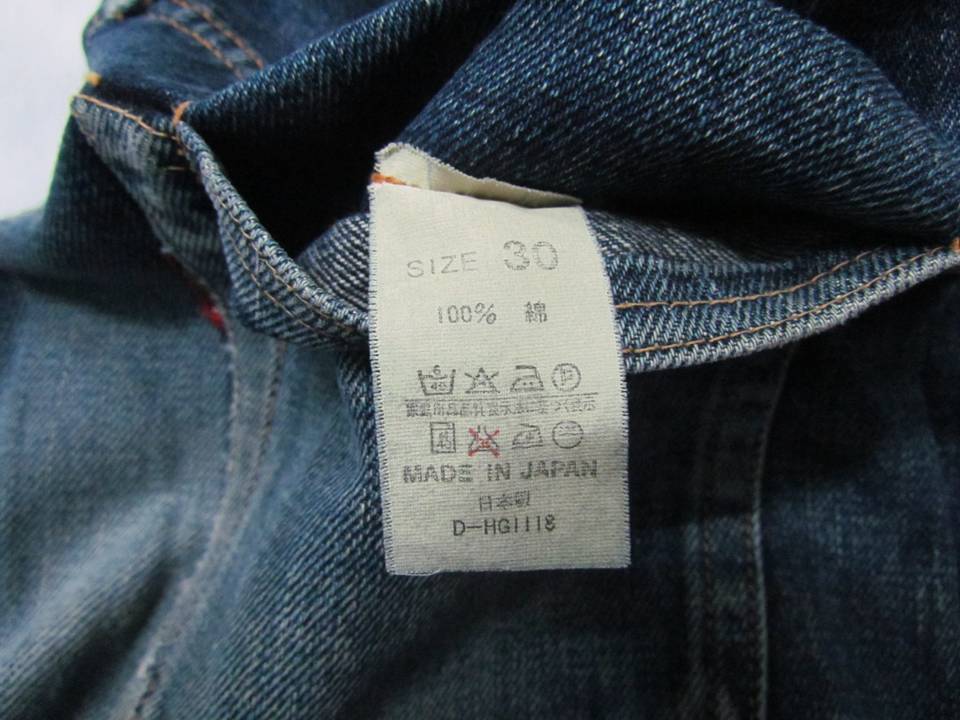 SIZE 30
100% 綿
MADE IN JAPAN
日本製
D-HG1118